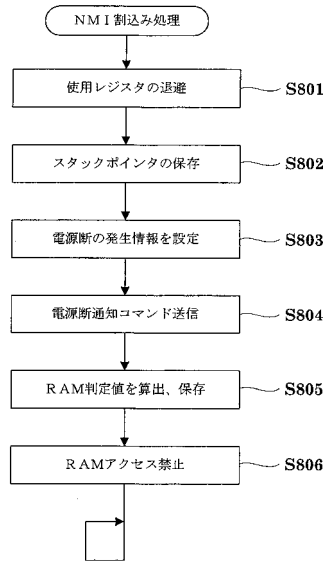 NMI割込み処理
使用レジスタの退避
S801
スタックポインタの保存
S802
電源断の発生情報を設定
S803
電源断通知コマンド送信
S804
RAM判定値を算出、保存
S805
RAMアクセス禁止
S806